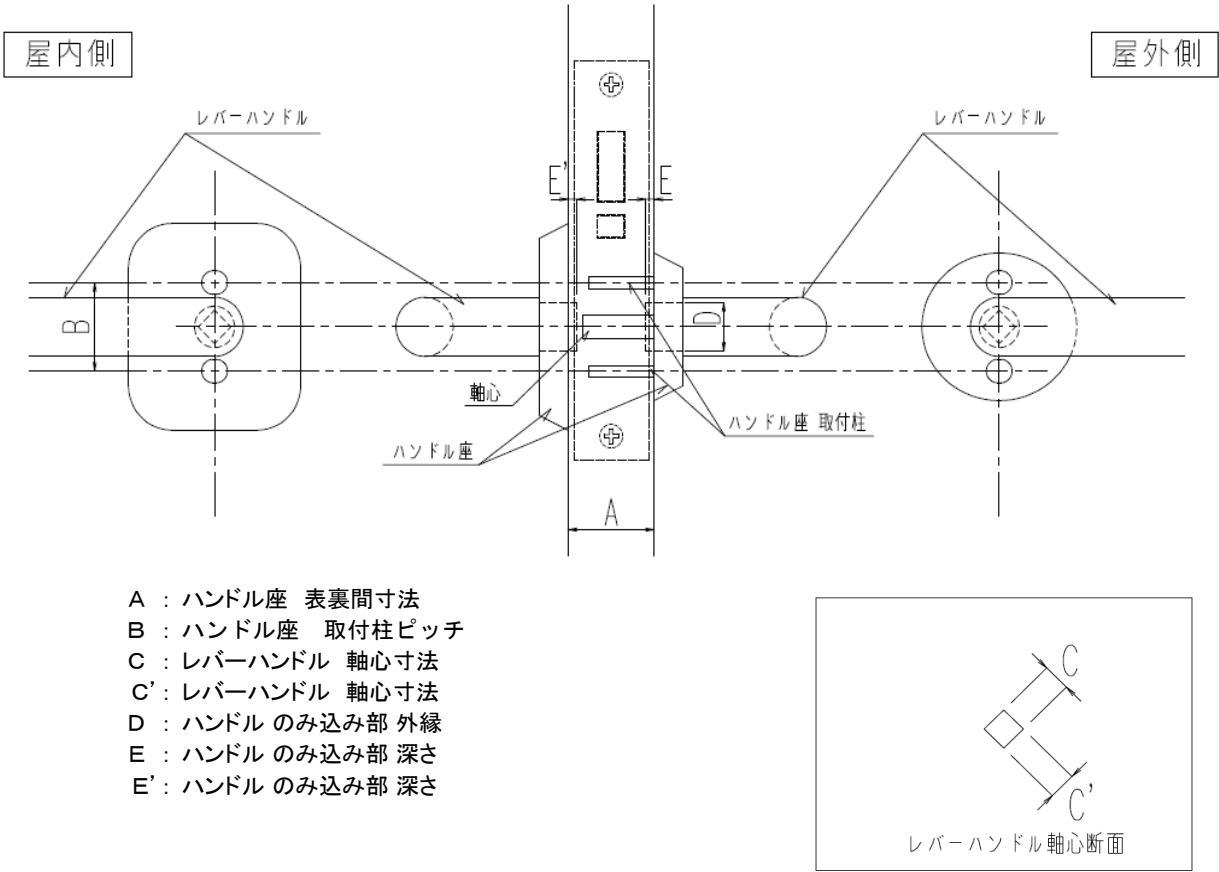 屋内側
屋外側
レバーハンドル
レバーハンドル
E'
E
B
D
軸心
ハンドル座 取付柱
ハンドル座
A
A : ハンドル座 表裏間寸法
B : ハンドル座 取付柱ピッチ
C : レバーハンドル 軸心寸法
C' : レバーハンドル 軸心寸法
D : ハンドル のみ込み部 外縁
E : ハンドル のみ込み部 深さ
E' : ハンドル のみ込み部 深さ
C
C'
レバーハンドル軸心断面